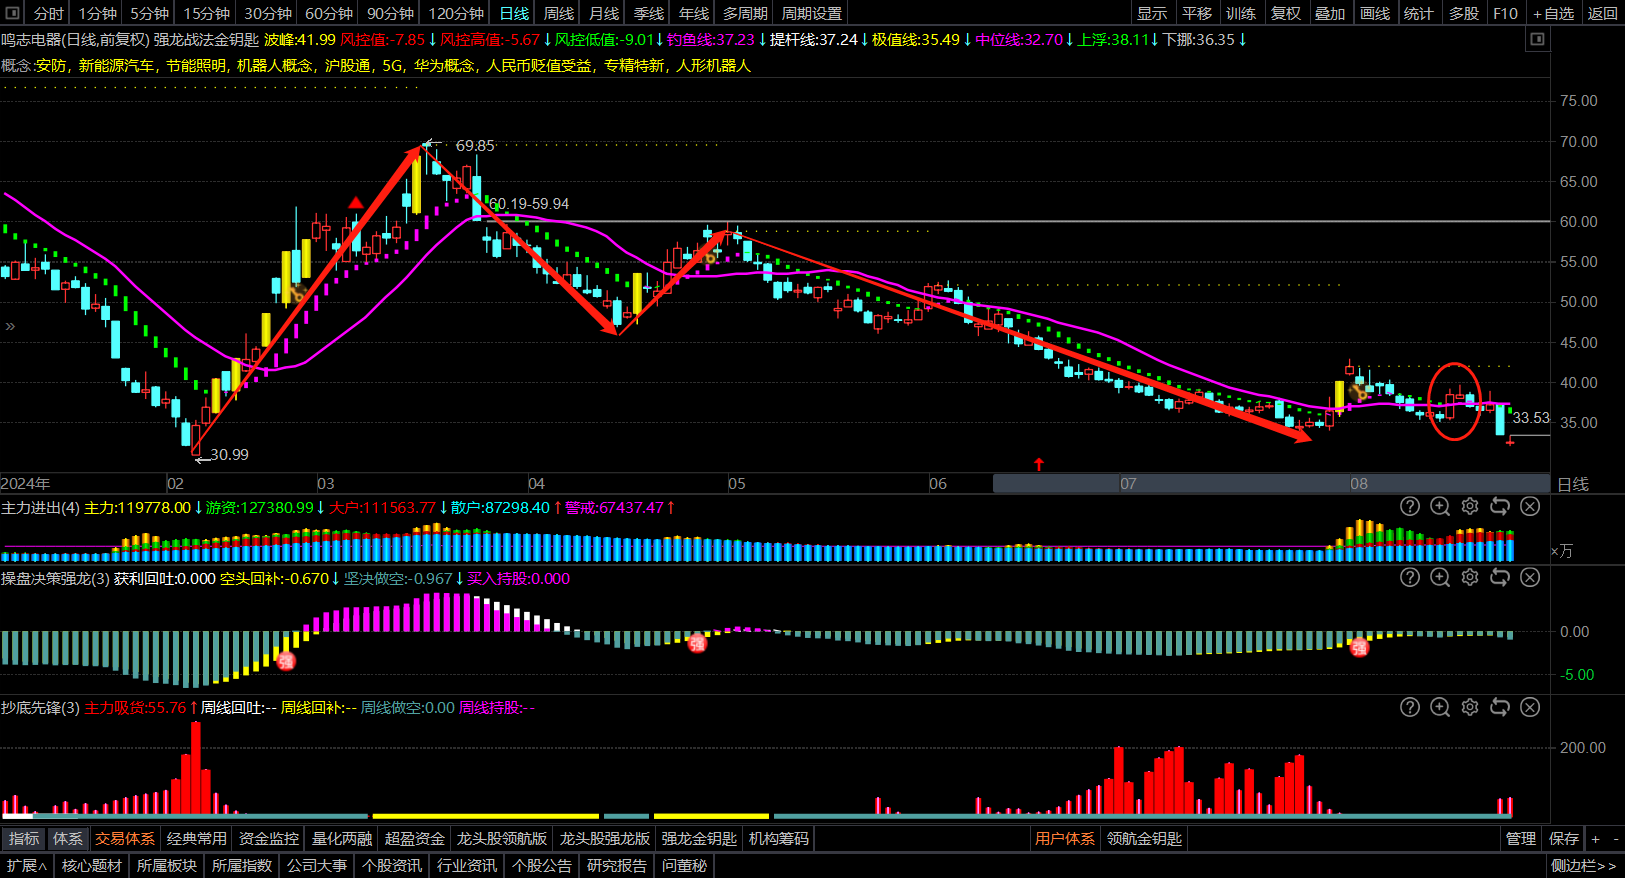 分时 1分钟 5分钟 15分钟 30分钟 60分钟 90分钟 120分钟 日线 周线 月线 季线 年线 多周期 周期设置 显示 平移 训练 复权 叠加 画线 统计 多股 F10 +自选 返回
鸣志电器(日线,前复权) 强龙战法金钥匙 波峰:41.99 风控值:-7.85↓风控高值:-5.67↓风控低值:-9.01↓钓鱼线:37.23↓提杆线:37.24↓极值线:35.49↓中位线:32.70↓上浮:38.11↓下挪:36.35↓
概念:安防，新能源汽车，节能照明，机器人概念，沪股通，5G，华为概念，人民币贬值受益，专精特新，人形机器人
75.00
70.00
69.85
65.00
60.19-59.94
60.00
55.00
50.00
»
45.00
40.00
33.53
35.00
30.99
2024年 02 03 04 05 06 07 08 日线
主力进出(4) 主力:119778.00↓游资:127380.99↓大户:111563.77↓散户:87298.40↑警戒:67437.47↑
×万
操盘决策强龙(3) 获利回吐:0.000 空头回补:-0.670↓坚决做空:-0.967↓买入持股:0.000
0.00
强 强 强
-5.00
抄底先锋(3) 主力吸货:55.76↑周线回吐:-- 周线回补:-- 周线做空:0.00 周线持股:--
200.00
指标 体系 交易体系 经典常用 资金监控 量化两融 超盈资金 龙头股领航版 龙头股强龙版 强龙金钥匙 机构筹码 用户体系 领航金钥匙 管理 保存 + -
扩展∧ 核心题材 所属板块 所属指数 公司大事 个股资讯 行业资讯 个股公告 研究报告 问董秘 侧边栏>>